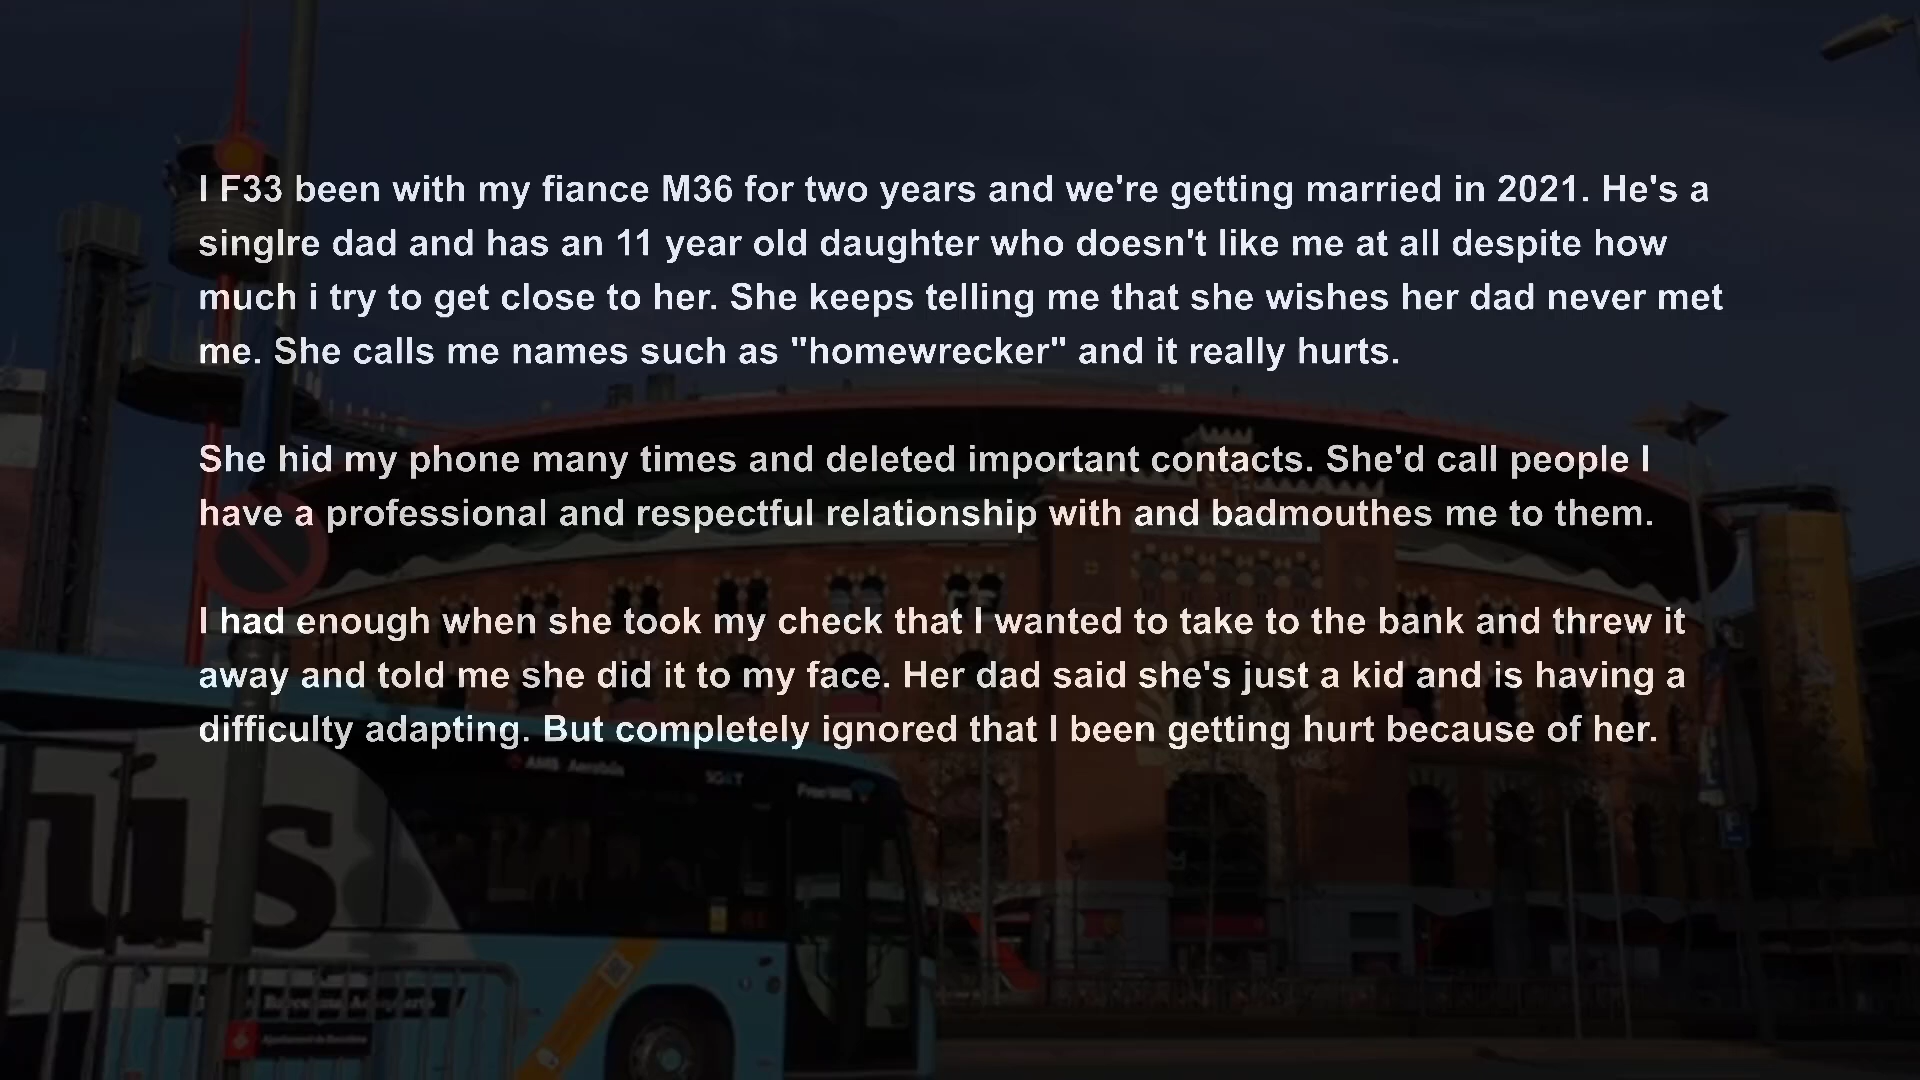 I F33 been with my fiance M36 for two years and we're getting married in 2021. He's a
singlre dad and has an 11 year old daughter who doesn't like me at all despite how
much i try to get close to her. She keeps telling me that she wishes her dad never met
me. She calls me names such as "homewrecker" and it really hurts.
She hid my phone many times and deleted important contacts. She'd call people I
have a professional and respectful relationship with and badmouthes me to them.
I had enough when she took my check that I wanted to take to the bank and threw it
away and told me she did it to my face. Her dad said she's just a kid and is having a
difficulty adapting. But completely ignored that I been getting hurt because of her.
us